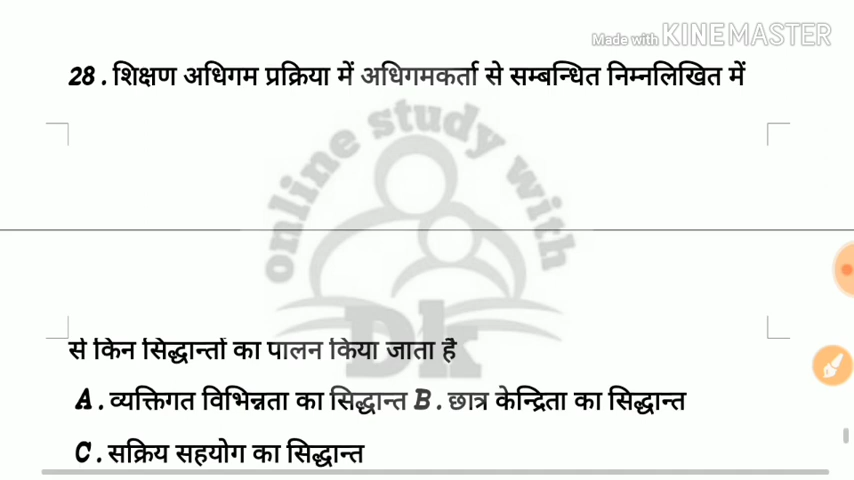 Made with KINEMASTER
28. शिक्षण अधिगम प्रक्रिया में अधिगमकर्ता से सम्बन्धित निम्नलिखित में
online study with
Dk
से किन सिद्धान्तों का पालन किया जाता है
A. व्यक्तिगत विभिन्नता का सिद्धान्त B. छात्र केन्द्रिता का सिद्धान्त
C. सक्रिय सहयोग का सिद्धान्त